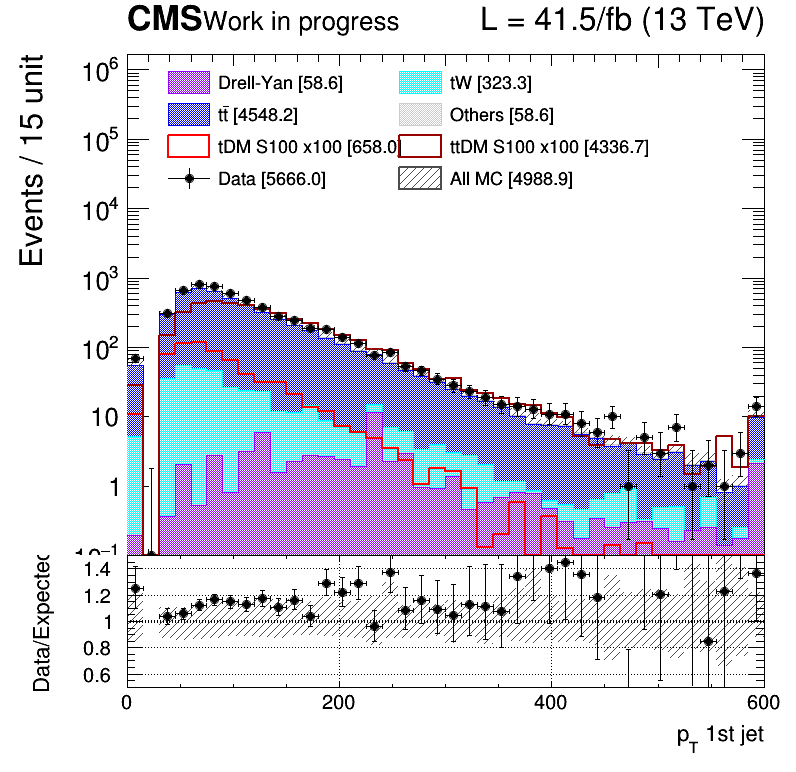 CMS Work in progress L = 41.5/fb (13 TeV)
Events / 15 unit
10⁶
10⁵
10⁴
10³
10²
10
1
10⁻¹
Drell-Yan [58.6] tW [323.3]
tt̄ [4548.2] Others [58.6]
tDM S100 x100 [658.0] ttDM S100 x100 [4336.7]
Data [5666.0] All MC [4988.9]
Data/Expected
1.4
1.2
1
0.8
0.6
0 200 400 600
p_T 1st jet